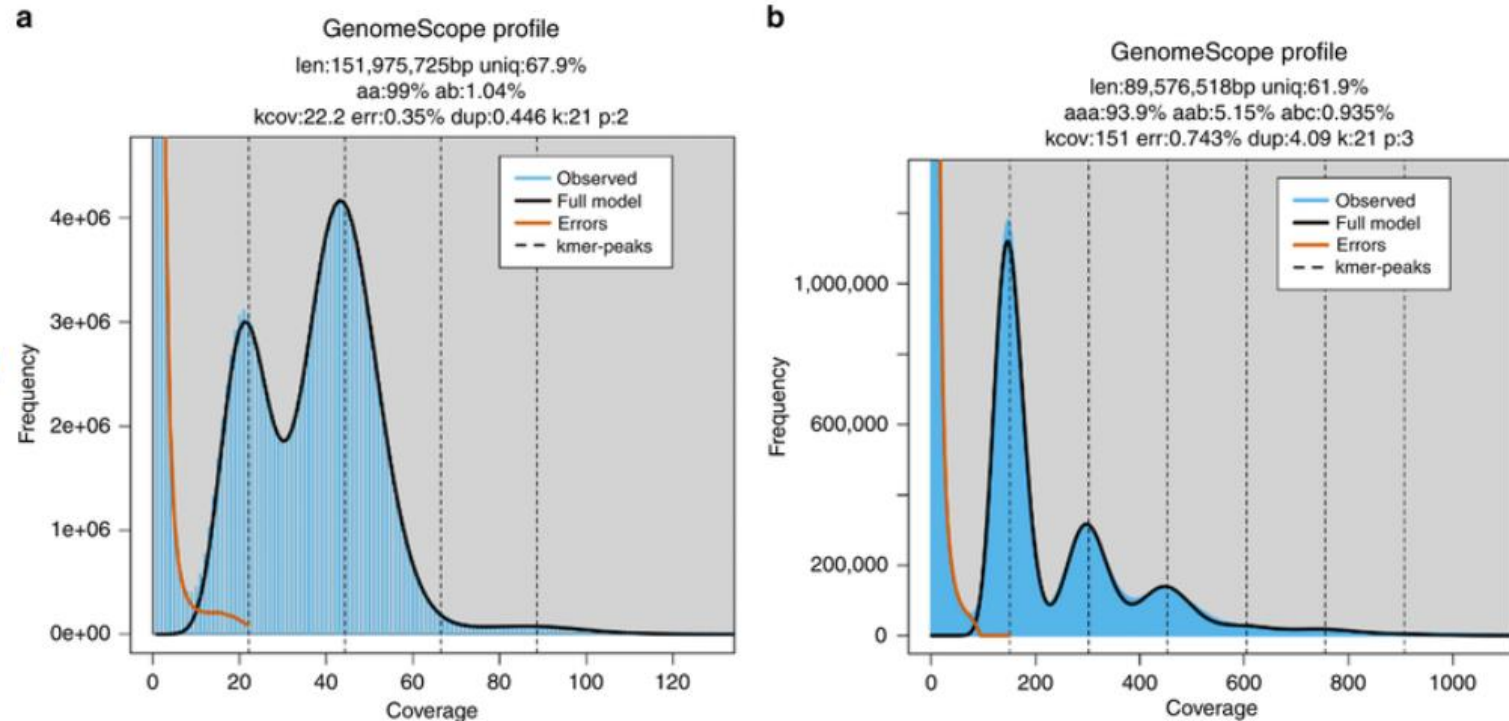 a
GenomeScope profile
len:151,975,725bp uniq:67.9%
aa:99% ab:1.04%
kcov:22.2 err:0.35% dup:0.446 k:21 p:2
Observed
Full model
Errors
kmer-peaks
4e+06
3e+06
2e+06
1e+06
0e+00
Frequency
0 20 40 60 80 100 120
Coverage
b
GenomeScope profile
len:89,576,518bp uniq:61.9%
aaa:93.9% aab:5.15% abc:0.935%
kcov:151 err:0.743% dup:4.09 k:21 p:3
Observed
Full model
Errors
kmer-peaks
1,000,000
600,000
200,000
0
Frequency
0 200 400 600 800 1000
Coverage